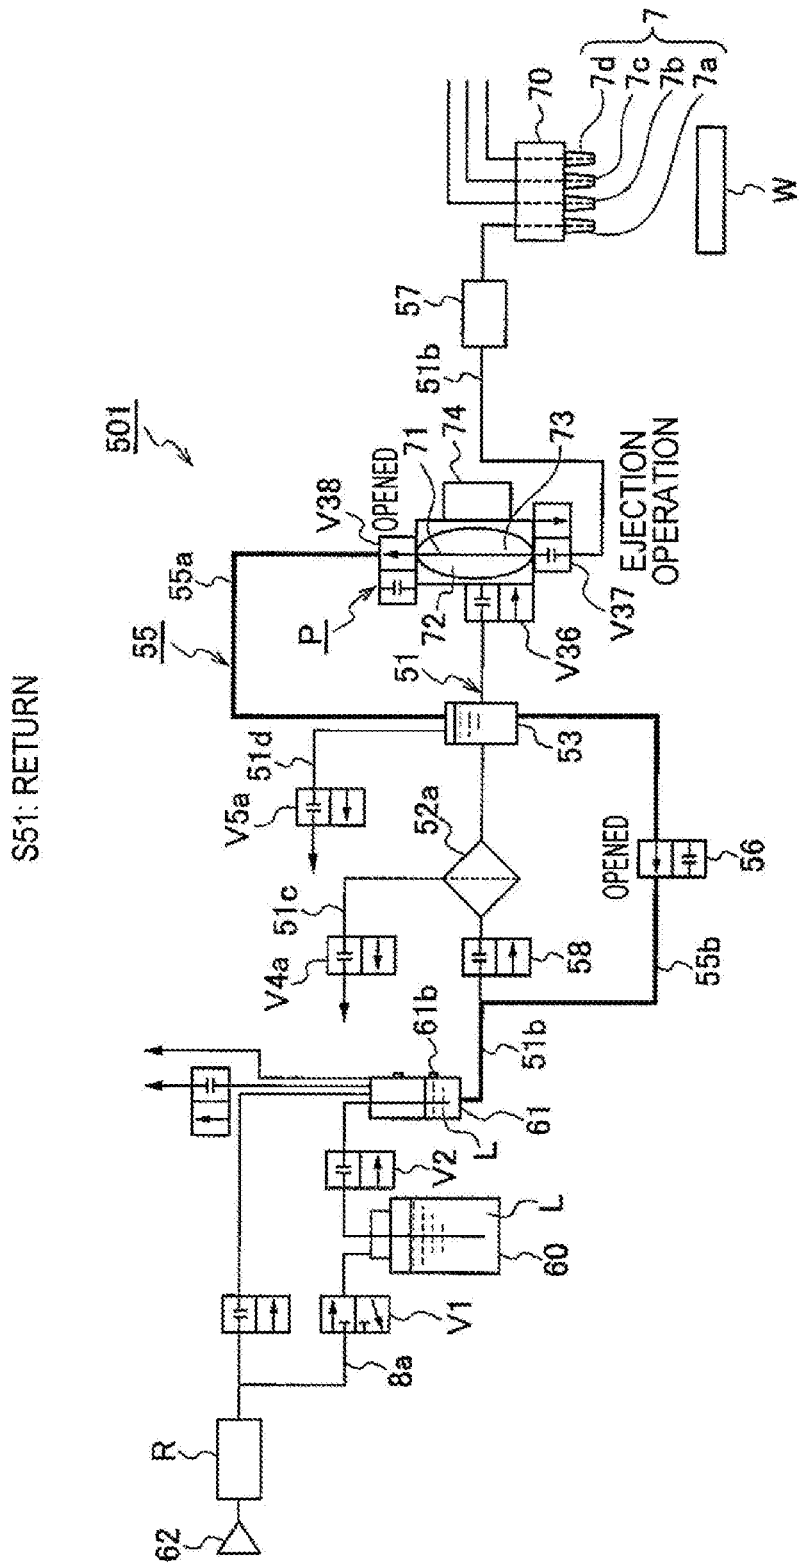 S51: RETURN
501
55
55a
P
V38
OPENED
71
74
73
72
51
V36
V37
EJECTION
OPERATION
51b
57
70
7
7d
7c
7b
7a
W
V5a
51d
53
52a
OPENED
56
55b
V4a
51c
58
61b
51b
61
L
V2
L
60
V1
8a
R
62